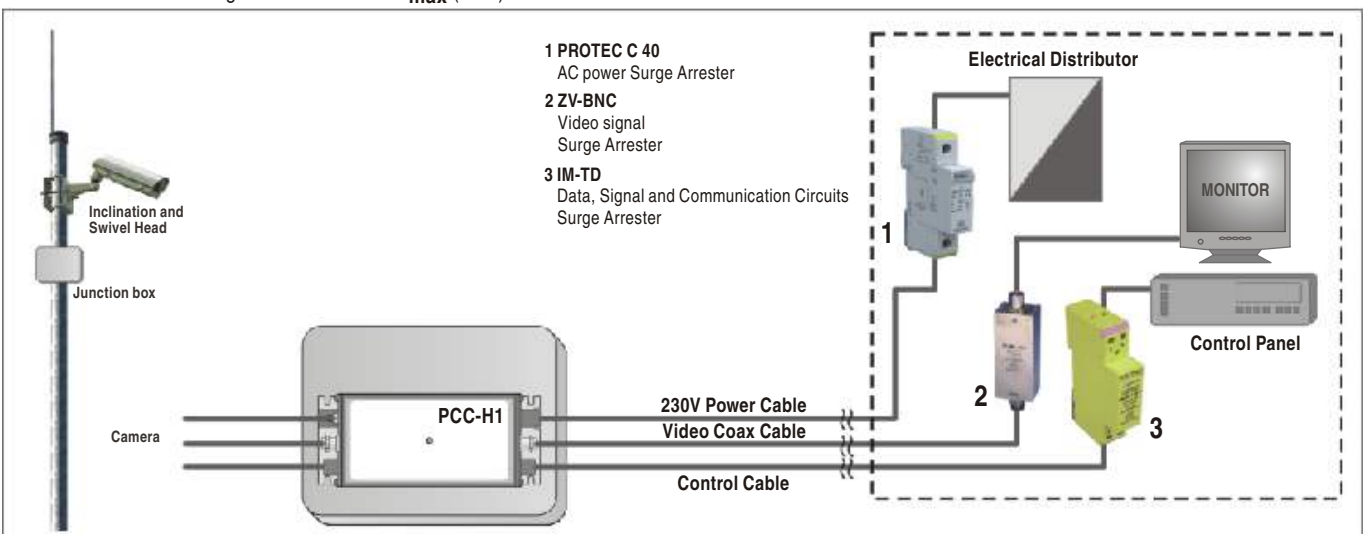 max
1 PROTEC C 40
AC power Surge Arrester
2 ZV-BNC
Video signal
Surge Arrester
3 IM-TD
Data, Signal and Communication Circuits
Surge Arrester
Electrical Distributor
MONITOR
Inclination and
Swivel Head
1
Junction box
Control Panel
PCC-H1
230V Power Cable
2
Camera
Video Coax Cable
3
Control Cable